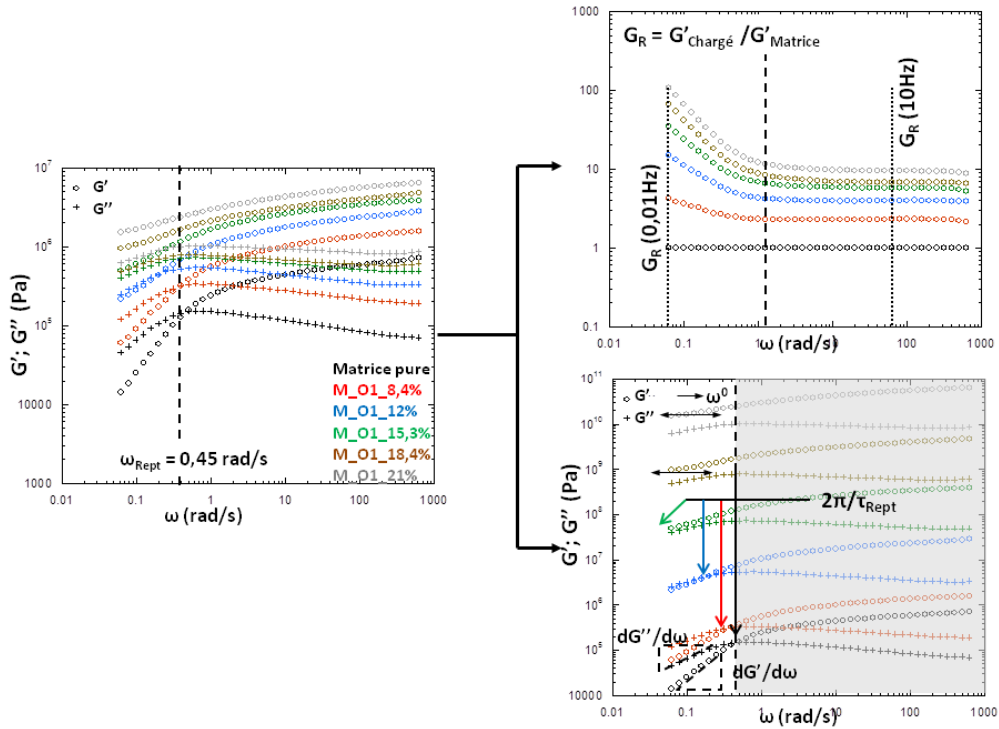 10⁷
10⁶
10⁵
10000
1000
G'; G'' (Pa)
G'
G''
Matrice pure
M_O1_8,4%
M_O1_12%
M_O1_15,3%
M_O1_18,4%
M_O1_21%
ω_Rept = 0,45 rad/s
0.01 0.1 1 10 100 1000
ω (rad/s)
G_R = G'_Chargé /G'_Matrice
1000
100
10
1
0.1
G_R (0,01Hz)
G_R (10Hz)
0.01 0.1 1 10 100 1000
ω (rad/s)
10¹¹
10¹⁰
10⁹
10⁸
10⁷
10⁶
10⁵
10000
G'; G'' (Pa)
G'
G''
ω⁰
2π/τ_Rept
dG''/dω
dG'/dω
0.01 0.1 1 10 100 1000
ω (rad/s)